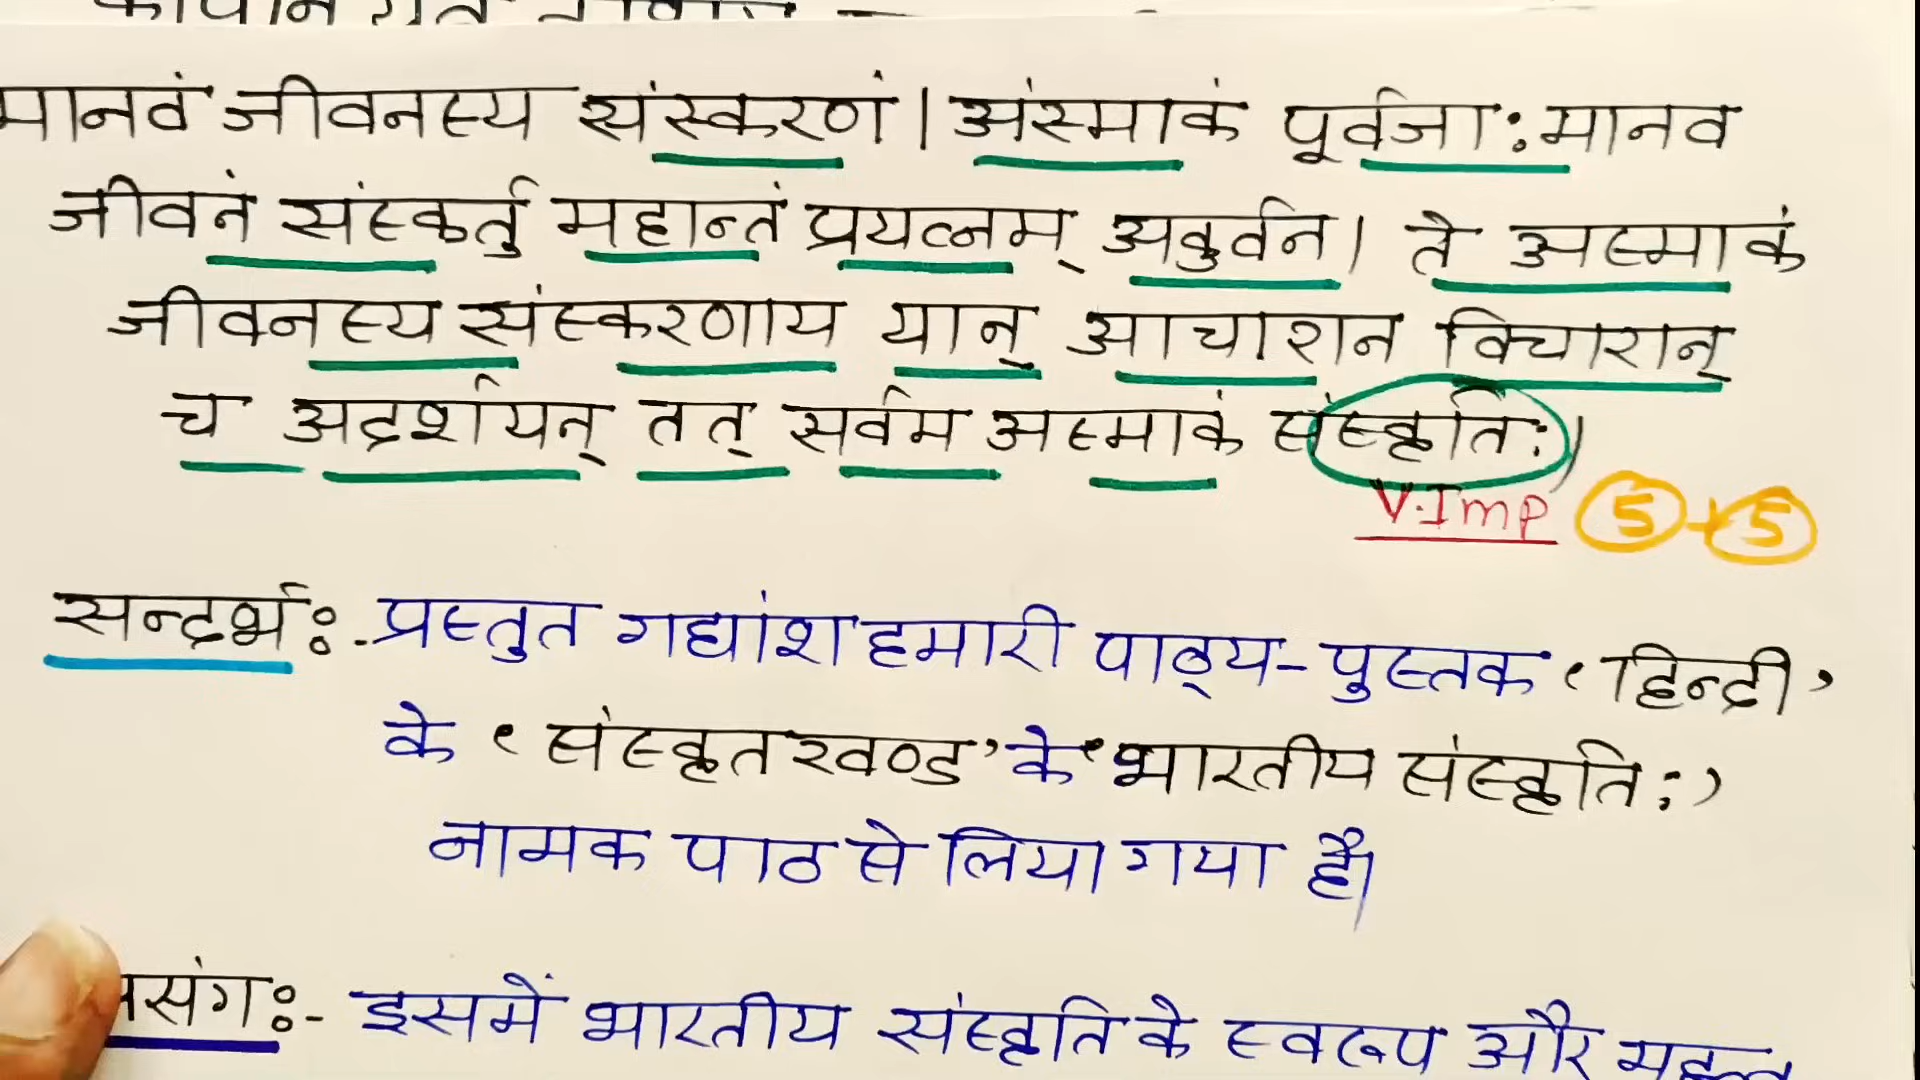 मानवं जीवनस्य संस्करणं। अंस्माकं पूर्वजा: मानव
जीवनं संस्कर्तु महान्तं प्रयत्नम् अकुर्वन। ते अस्माकं
जीवनस्य संस्करणाय यान् आचारान विचारान्
च अदर्शयन् तत् सर्वम अस्माकं संस्कृति:।
V.Imp 5+5
सन्दर्भ:- प्रस्तुत गद्यांश हमारी पाठ्य-पुस्तक ‘हिन्दी’
के ‘संस्कृत खण्ड’ के ‘भारतीय संस्कृति:’
नामक पाठ से लिया गया है।
इसमें भारतीय संस्कृति के स्वरूप और